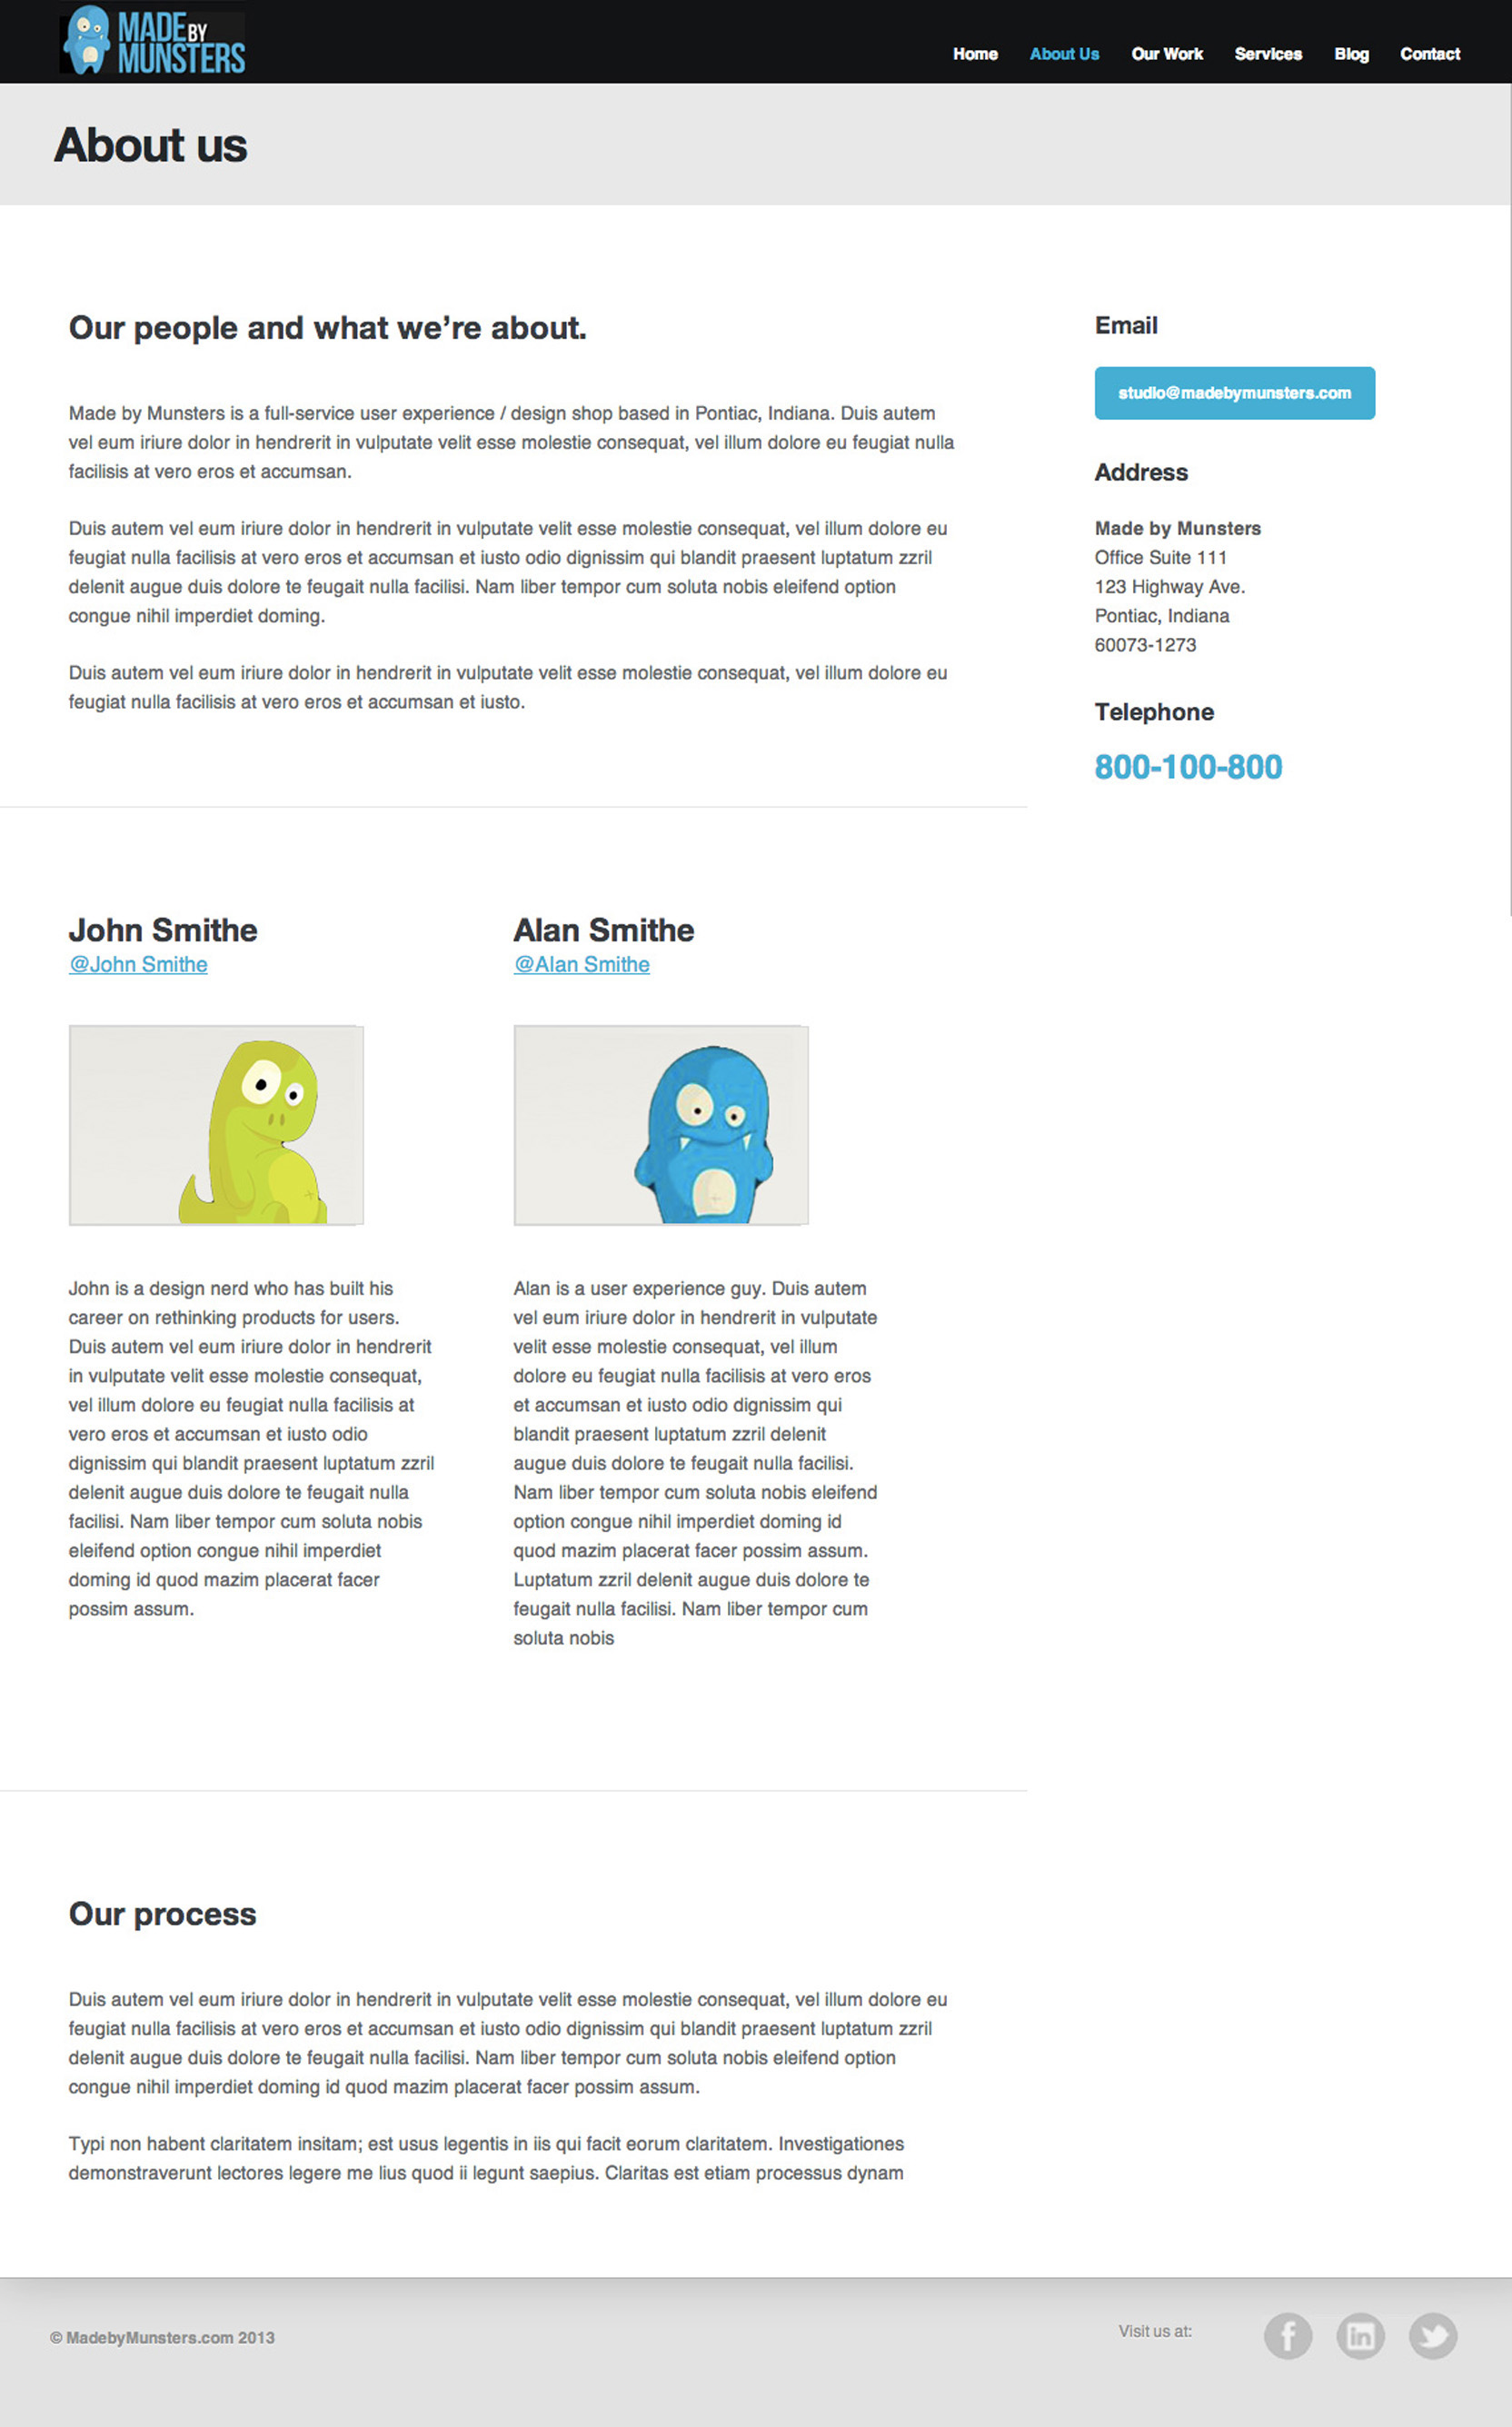 MADE BY
MUNSTERS
Home About Us Our Work Services Blog Contact
About us
Our people and what we’re about.
Made by Munsters is a full-service user experience / design shop based in Pontiac, Indiana. Duis autem
vel eum iriure dolor in hendrerit in vulputate velit esse molestie consequat, vel illum dolore eu feugiat nulla
facilisis at vero eros et accumsan.
Duis autem vel eum iriure dolor in hendrerit in vulputate velit esse molestie consequat, vel illum dolore eu
feugiat nulla facilisis at vero eros et accumsan et iusto odio dignissim qui blandit praesent luptatum zzril
delenit augue duis dolore te feugait nulla facilisi. Nam liber tempor cum soluta nobis eleifend option
congue nihil imperdiet doming.
Duis autem vel eum iriure dolor in hendrerit in vulputate velit esse molestie consequat, vel illum dolore eu
feugiat nulla facilisis at vero eros et accumsan et iusto.
Email
studio@madebymunsters.com
Address
Made by Munsters
Office Suite 111
123 Highway Ave.
Pontiac, Indiana
60073-1273
Telephone
800-100-800
John Smithe
@John Smithe
John is a design nerd who has built his
career on rethinking products for users.
Duis autem vel eum iriure dolor in hendrerit
in vulputate velit esse molestie consequat,
vel illum dolore eu feugiat nulla facilisis at
vero eros et accumsan et iusto odio
dignissim qui blandit praesent luptatum zzril
delenit augue duis dolore te feugait nulla
facilisi. Nam liber tempor cum soluta nobis
eleifend option congue nihil imperdiet
doming id quod mazim placerat facer
possim assum.
Alan Smithe
@Alan Smithe
Alan is a user experience guy. Duis autem
vel eum iriure dolor in hendrerit in vulputate
velit esse molestie consequat, vel illum
dolore eu feugiat nulla facilisis at vero eros
et accumsan et iusto odio dignissim qui
blandit praesent luptatum zzril delenit
augue duis dolore te feugait nulla facilisi.
Nam liber tempor cum soluta nobis eleifend
option congue nihil imperdiet doming id
quod mazim placerat facer possim assum.
Luptatum zzril delenit augue duis dolore te
feugait nulla facilisi. Nam liber tempor cum
soluta nobis
Our process
Duis autem vel eum iriure dolor in hendrerit in vulputate velit esse molestie consequat, vel illum dolore eu
feugiat nulla facilisis at vero eros et accumsan et iusto odio dignissim qui blandit praesent luptatum zzril
delenit augue duis dolore te feugait nulla facilisi. Nam liber tempor cum soluta nobis eleifend option
congue nihil imperdiet doming id quod mazim placerat facer possim assum.
Typi non habent claritatem insitam; est usus legentis in iis qui facit eorum claritatem. Investigationes
demonstraverunt lectores legere me lius quod ii legunt saepius. Claritas est etiam processus dynam
© MadebyMunsters.com 2013
Visit us at:
f in